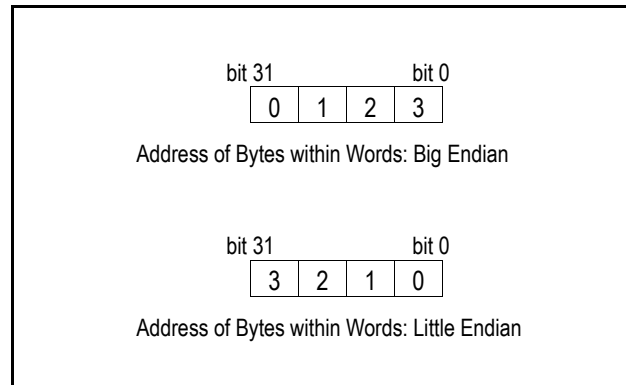 bit 31 bit 0
0 1 2 3
Address of Bytes within Words: Big Endian
bit 31 bit 0
3 2 1 0
Address of Bytes within Words: Little Endian